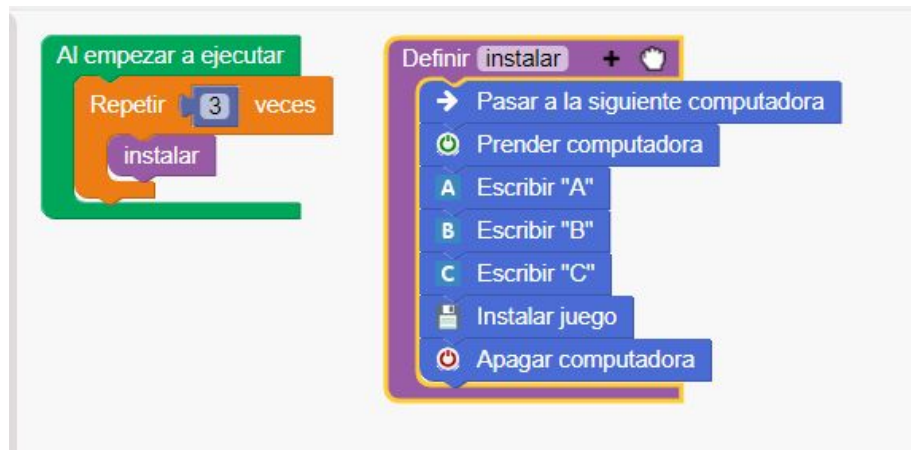 Al empezar a ejecutar
Repetir 3 veces
instalar
Definir instalar +
Pasar a la siguiente computadora
Prender computadora
A Escribir "A"
B Escribir "B"
C Escribir "C"
Instalar juego
Apagar computadora